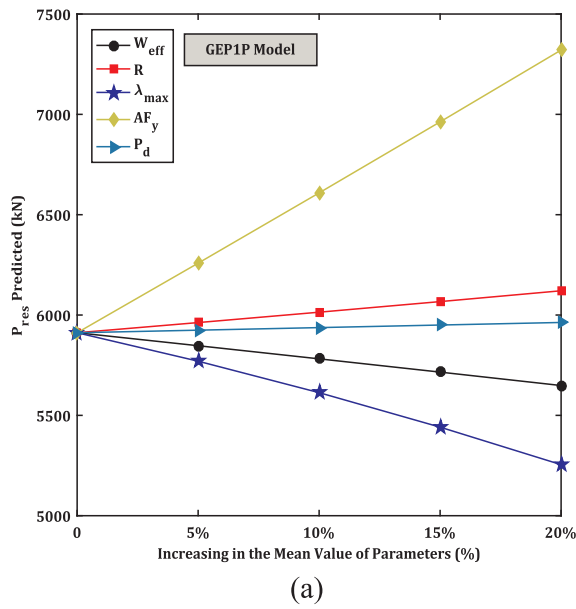 7500
7000
6500
6000
5500
5000
P_res Predicted (kN)
W_eff
R
λ_max
AF_y
P_d
GEP1P Model
0 5% 10% 15% 20%
Increasing in the Mean Value of Parameters (%)
(a)